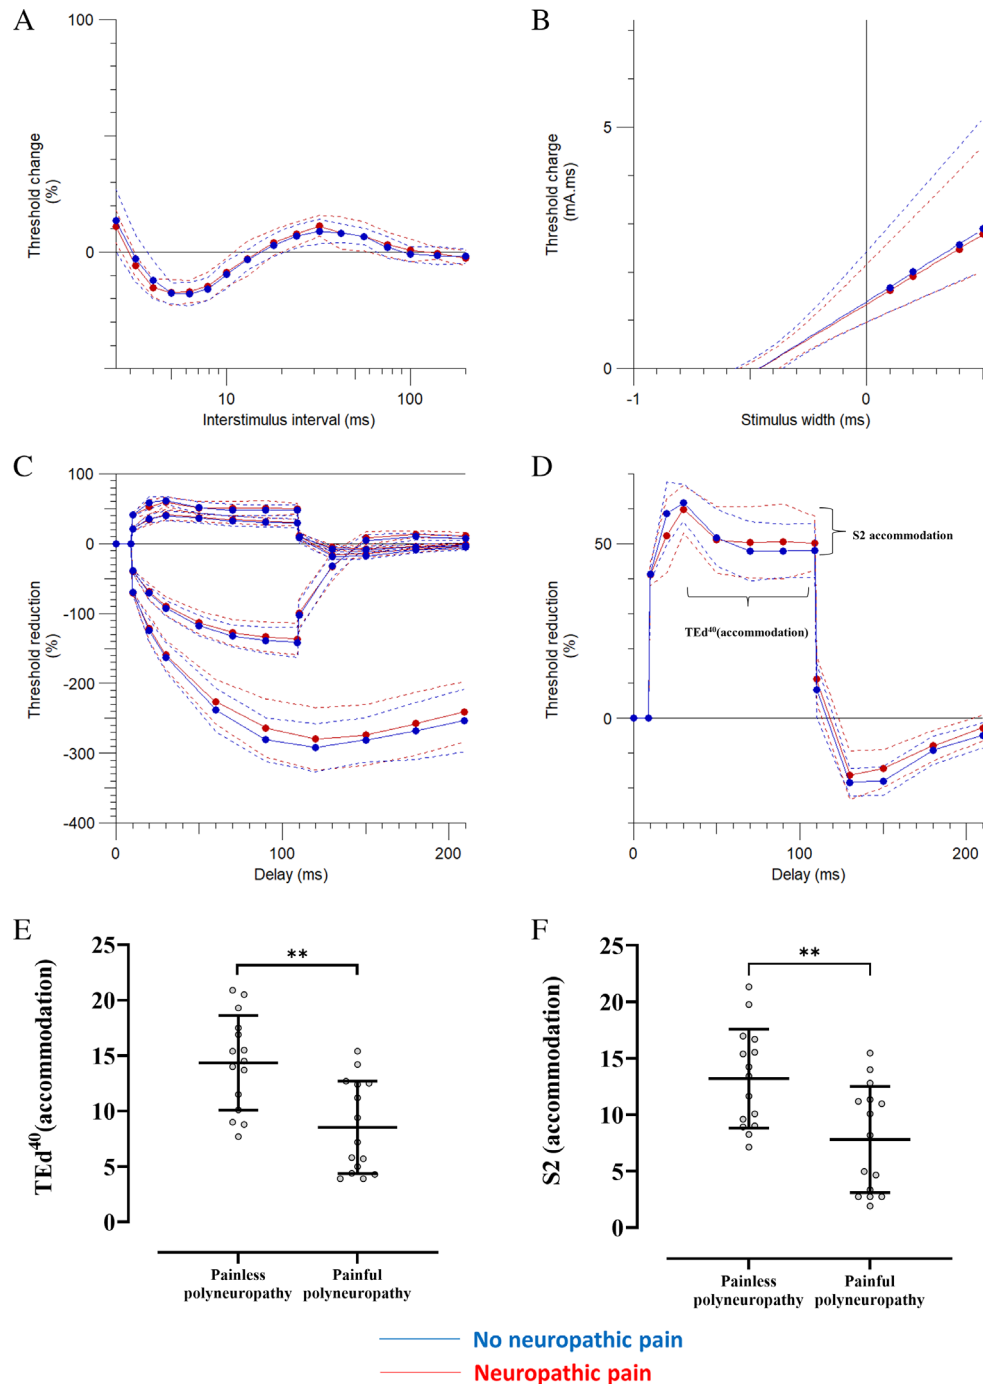 A
100
Threshold change
(%)
0
10
100
Interstimulus interval (ms)
B
5
Threshold charge
(mA.ms)
0
-1
0
Stimulus width (ms)
C
100
0
-100
-200
-300
-400
Threshold reduction
(%)
0
100
200
Delay (ms)
D
50
0
Threshold reduction
(%)
S2 accommodation
TEd⁴⁰(accommodation)
0
100
200
Delay (ms)
E
25
20
15
10
5
0
TEd⁴⁰(accommodation)
**
Painless
polyneuropathy
Painful
polyneuropathy
F
25
20
15
10
5
0
S2 (accommodation)
**
Painless
polyneuropathy
Painful
polyneuropathy
No neuropathic pain
Neuropathic pain